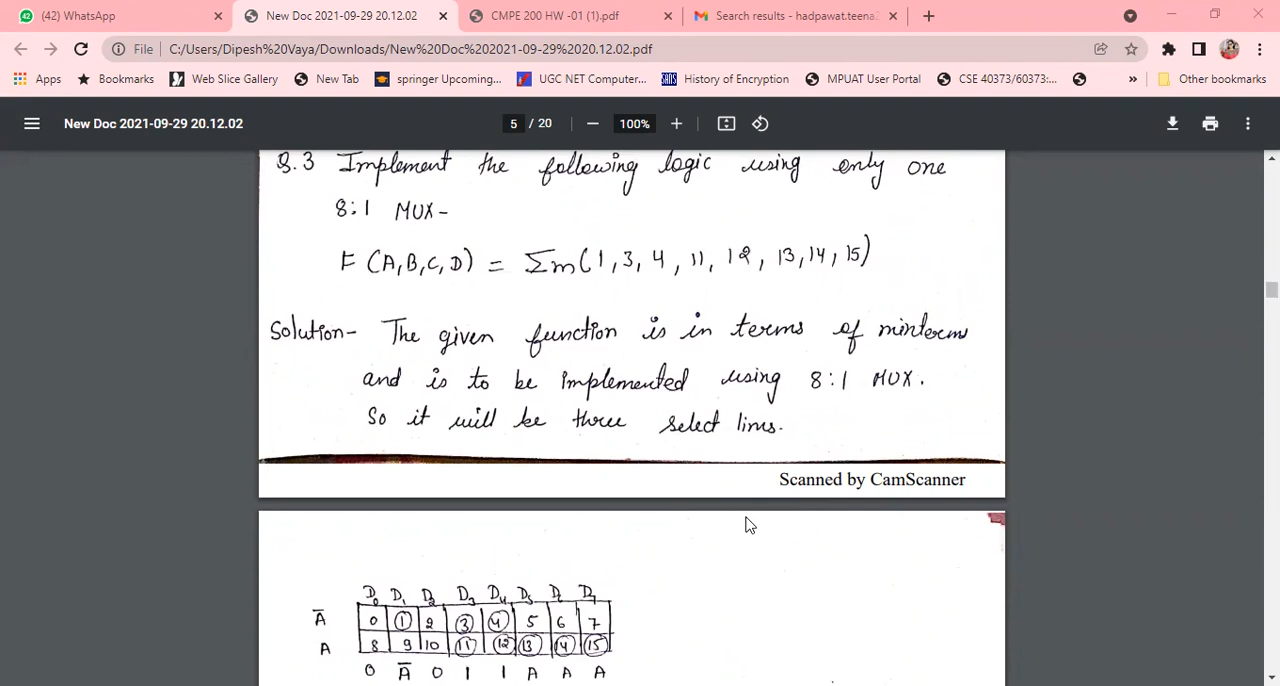 (42) WhatsApp
New Doc 2021-09-29 20.12.02
CMPE 200 HW -01 (1).pdf
Search results - hadpawat.teena
File
C:/Users/Dipesh%20Vaya/Downloads/New%20Doc%202021-09-29%2020.12.02.pdf
Apps
Bookmarks
Web Slice Gallery
New Tab
springer Upcoming...
UGC NET Computer...
History of Encryption
MPUAT User Portal
CSE 40373/60373:...
»
Other bookmarks
New Doc 2021-09-29 20.12.02
5 / 20
100%
Q.3 Implement the following logic using only one
8:1 MUX-
F (A,B,C,D) = Σm(1,3,4,11,12,13,14,15)
Solution- The given function is in terms of minterms
and is to be implemented using 8:1 MUX.
So it will be three select lines.
Scanned by CamScanner
D0 D1 D2 D3 D4 D5 D6 D7
A̅ 0 1 2 3 4 5 6 7
A 8 9 10 11 12 13 14 15
0 A̅ 0 1 1 A A A